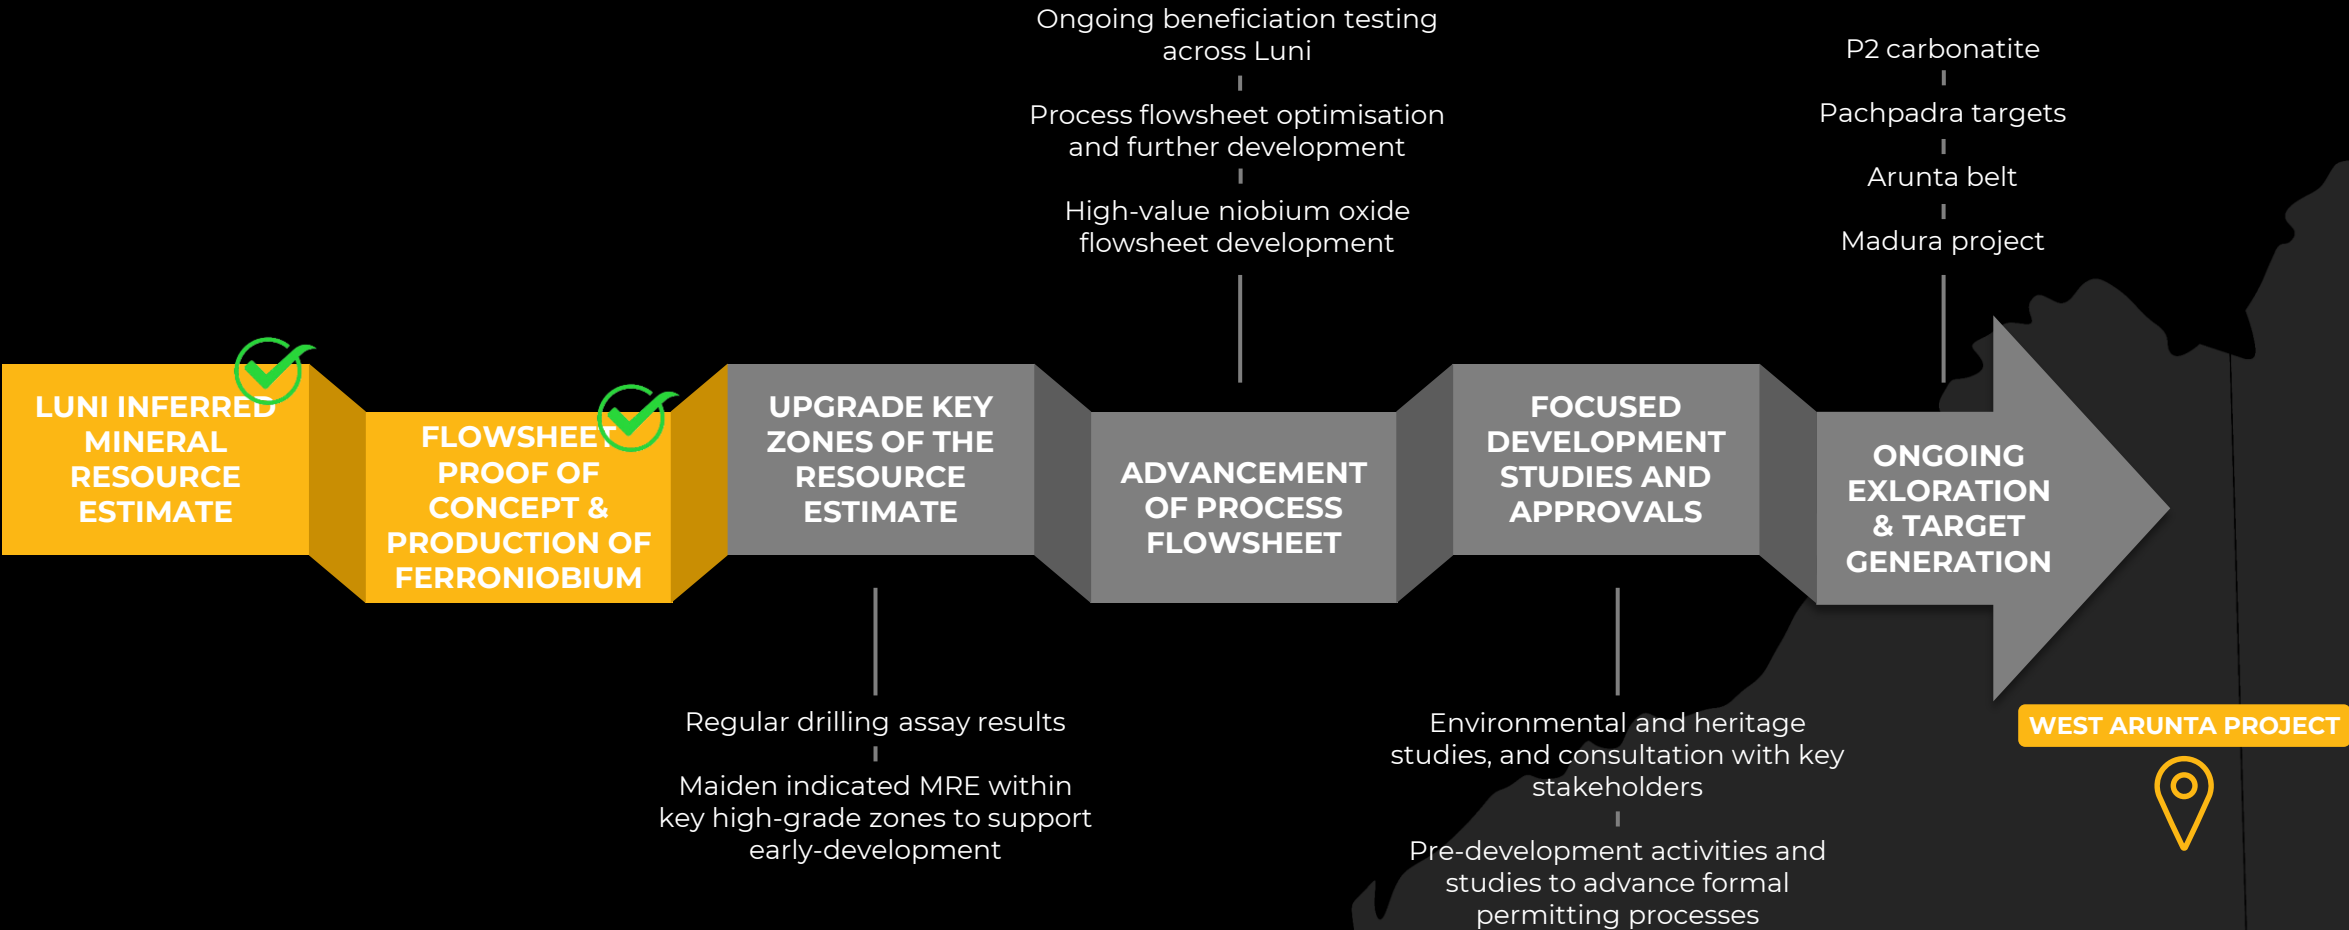 Ongoing beneficiation testing
across Luni
Process flowsheet optimisation
and further development
High-value niobium oxide
flowsheet development
P2 carbonatite
Pachpadra targets
Arunta belt
Madura project
LUNI INFERRED
MINERAL
RESOURCE
ESTIMATE
FLOWSHEET
PROOF OF
CONCEPT &
PRODUCTION OF
FERRONIOBIUM
UPGRADE KEY
ZONES OF THE
RESOURCE
ESTIMATE
ADVANCEMENT
OF PROCESS
FLOWSHEET
FOCUSED
DEVELOPMENT
STUDIES AND
APPROVALS
ONGOING
EXLORATION
& TARGET
GENERATION
Regular drilling assay results
Maiden indicated MRE within
key high-grade zones to support
early-development
Environmental and heritage
studies, and consultation with key
stakeholders
Pre-development activities and
studies to advance formal
permitting processes
WEST ARUNTA PROJECT